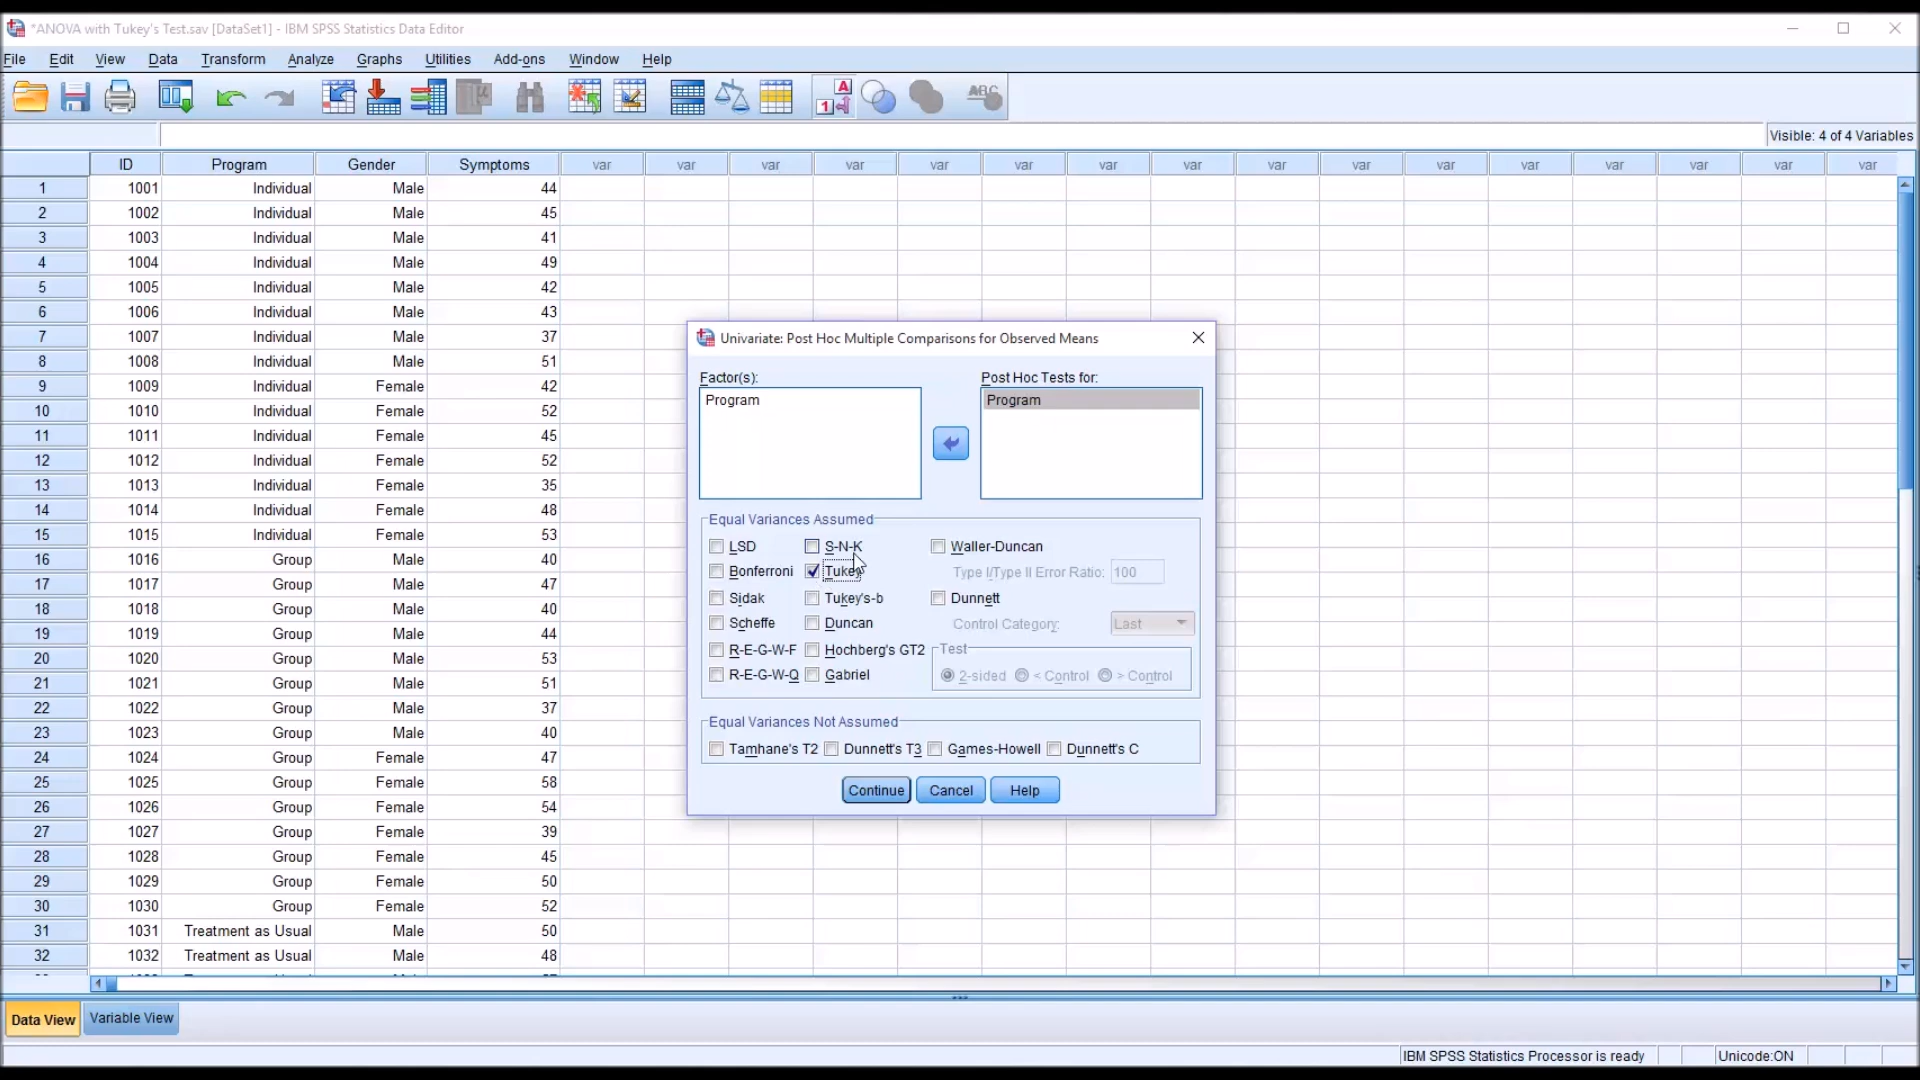 *ANOVA with Tukey's Test.sav [DataSet1] - IBM SPSS Statistics Data Editor
File Edit View Data Transform Analyze Graphs Utilities Add-ons Window Help
Visible: 4 of 4 Variables
ID Program Gender Symptoms var var var var var var var var var var var var var var var var
1 1001 Individual Male 44
2 1002 Individual Male 45
3 1003 Individual Male 41
4 1004 Individual Male 49
5 1005 Individual Male 42
6 1006 Individual Male 43
7 1007 Individual Male 37
8 1008 Individual Male 51
9 1009 Individual Female 42
10 1010 Individual Female 52
11 1011 Individual Female 45
12 1012 Individual Female 52
13 1013 Individual Female 35
14 1014 Individual Female 48
15 1015 Individual Female 53
16 1016 Group Male 40
17 1017 Group Male 47
18 1018 Group Male 40
19 1019 Group Male 44
20 1020 Group Male 53
21 1021 Group Male 51
22 1022 Group Male 37
23 1023 Group Male 40
24 1024 Group Female 47
25 1025 Group Female 58
26 1026 Group Female 54
27 1027 Group Female 39
28 1028 Group Female 45
29 1029 Group Female 50
30 1030 Group Female 52
31 1031 Treatment as Usual Male 50
32 1032 Treatment as Usual Male 48
Univariate: Post Hoc Multiple Comparisons for Observed Means
Factor(s): Post Hoc Tests for:
Program Program
Equal Variances Assumed
LSD S-N-K Waller-Duncan
Bonferroni Tukey Type I/Type II Error Ratio: 100
Sidak Tukey's-b Dunnett
Scheffe Duncan Control Category: Last
R-E-G-W-F Hochberg's GT2 Test
R-E-G-W-Q Gabriel 2-sided < Control > Control
Equal Variances Not Assumed
Tamhane's T2 Dunnett's T3 Games-Howell Dunnett's C
Continue Cancel Help
Data View Variable View
IBM SPSS Statistics Processor is ready Unicode:ON